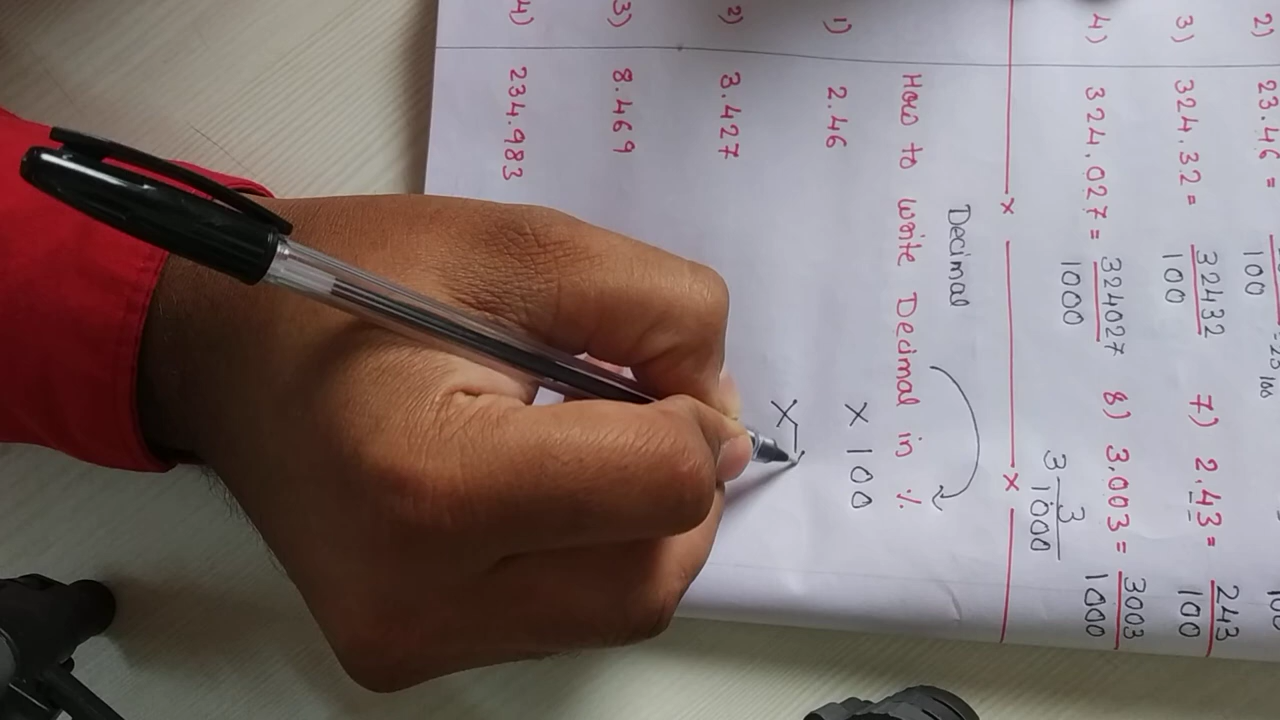 2) 23.46 = 100
3) 324.32 = 32432 7) 2.43 = 243
100 100
4) 324.027 = 324027 8) 3.003 = 3003
1000 1000
3 3
1000
x x
Decimal
How to write Decimal in %
1) 2.46 × 100
2) 3.427 ×
3) 8.469
4) 234.983